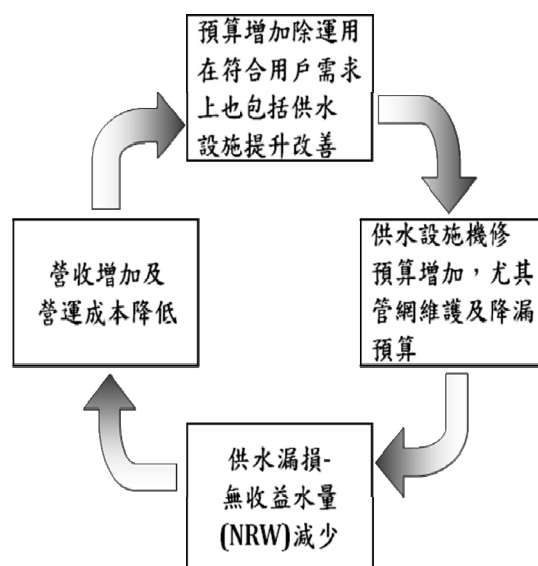 預算增加除運用
在符合用戶需求
上也包括供水
設施提升改善
供水設施機修
預算增加，尤其
管網維護及降漏
預算
供水漏損-
無收益水量
(NRW)減少
營收增加及
營運成本降低